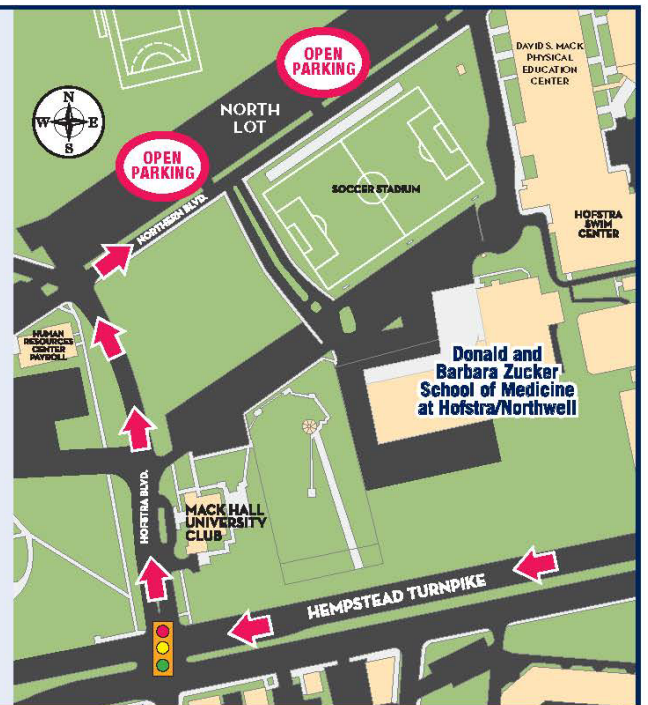 OPEN
PARKING
DAVID S. MACK
PHYSICAL
EDUCATION
CENTER
N
W
E
S
NORTH
LOT
OPEN
PARKING
SOCCER STADIUM
NORTHERN BLVD.
HOFSTRA
SWIM
CENTER
HUMAN
RESOURCES
CENTER
PAYROLL
Donald and
Barbara Zucker
School of Medicine
at Hofstra/Northwell
HOFSTRA BLVD.
MACK HALL
UNIVERSITY
CLUB
HEMPSTEAD TURNPIKE